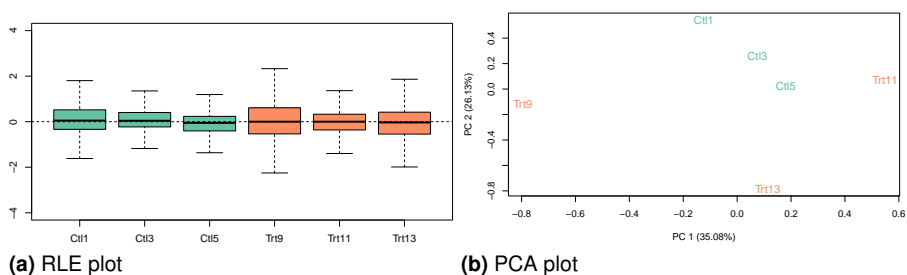 4
2
0
−2
−4
Ctl1 Ctl3 Ctl5 Trt9 Trt11 Trt13
(a) RLE plot
PC 2 (26.13%)
0.4
0.0
−0.4
−0.8
Ctl1
Ctl3
Ctl5
Trt11
Trt9
Trt13
−0.8 −0.6 −0.4 −0.2 0.0 0.2 0.4 0.6
PC 1 (35.08%)
(b) PCA plot